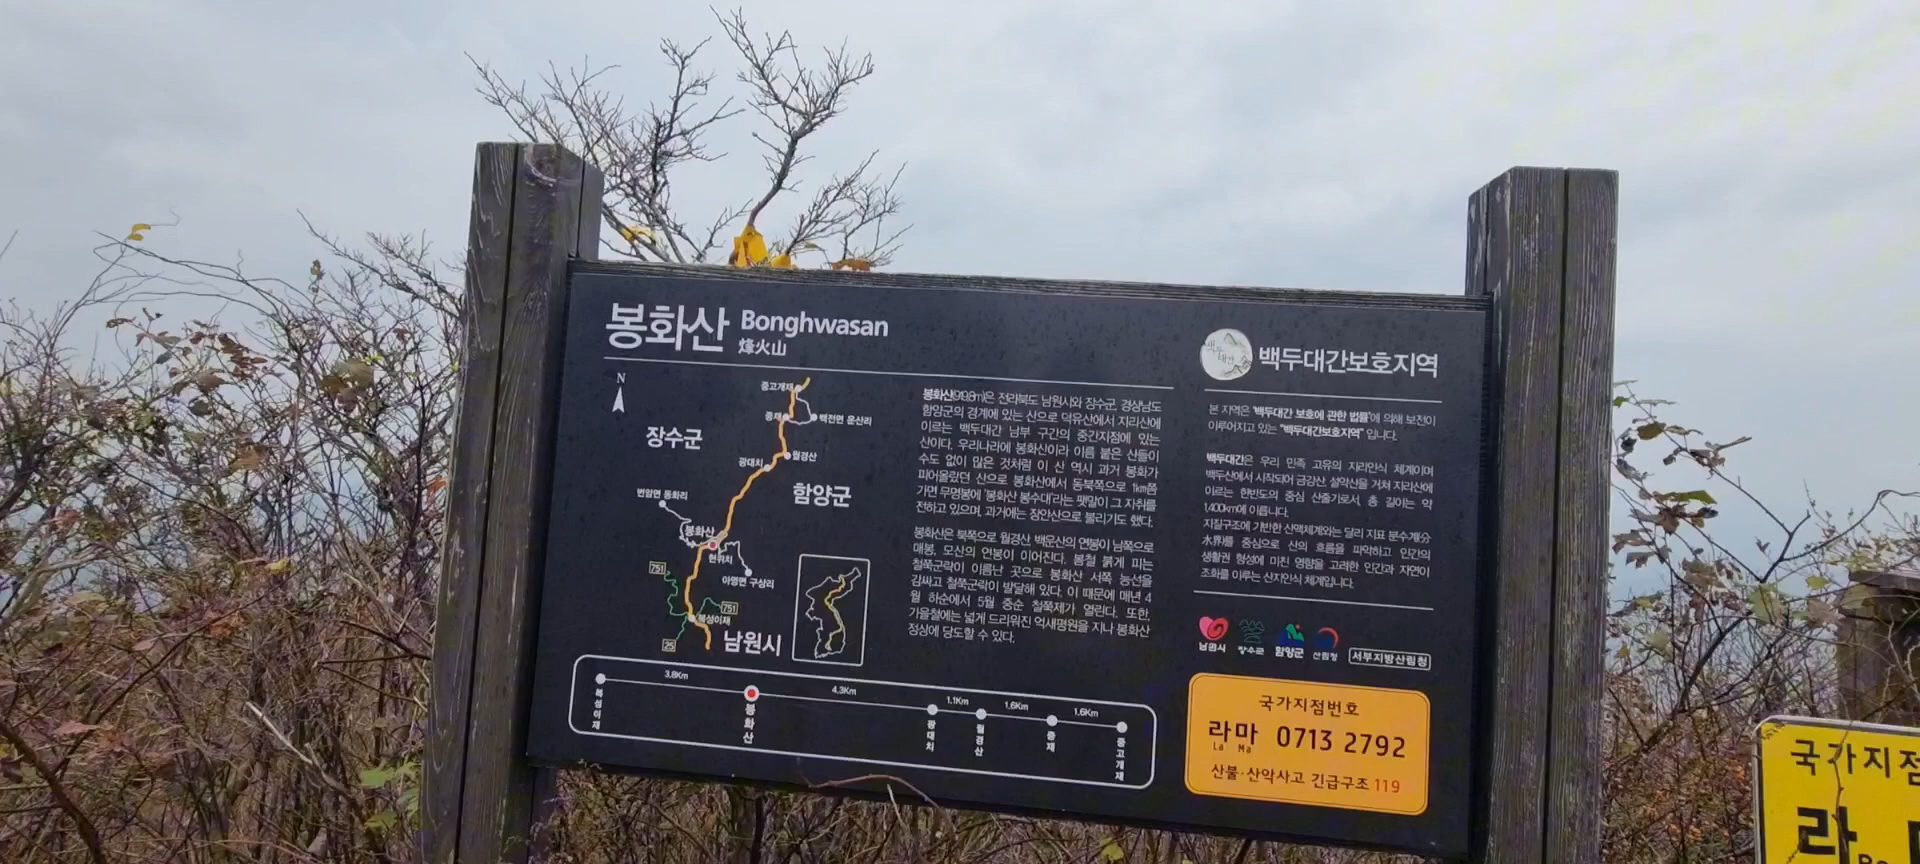 봉화산 Bonghwasan
烽火山
N
중고개재
중재
백전면 운산리
장수군
월경산
광대치
함양군
번암면 동화리
봉화산
현위치
아영면 구상리
751
751
복성이재
25
남원시
봉화산(919.8m)은 전라북도 남원시와 장수군, 경상남도
함양군의 경계에 있는 산으로 덕유산에서 지리산에
이르는 백두대간 남부 구간의 중간지점에 있는
산이다. 우리나라에 봉화산이라 이름 붙은 산들이
수도 없이 많은 것처럼 이 산 역시 과거 봉화가
피어올랐던 산으로 봉화산에서 동북쪽으로 1km쯤
가면 무명봉에 '봉화산 봉수대'라는 팻말이 그 자취를
전하고 있으며, 과거에는 장안산으로 불리기도 했다.
봉화산은 북쪽으로 월경산, 백운산의 연봉이 남쪽으로
매봉, 모산의 연봉이 이어진다. 봄철 붉게 피는
철쭉군락이 이름난 곳으로 봉화산 서쪽 능선을
감싸고 철쭉군락이 발달해 있다. 이 때문에 매년 4
월 하순에서 5월 중순 철쭉제가 열린다. 또한,
가을철에는 넓게 드리워진 억새평원을 지나 봉화산
정상에 당도할 수 있다.
백두대간
백두대간보호지역
본 지역은 '백두대간 보호에 관한 법률'에 의해 보전이
이루어지고 있는 "백두대간보호지역" 입니다.
백두대간은 우리 민족 고유의 지리인식 체계이며
백두산에서 시작되어 금강산, 설악산을 거쳐 지리산에
이르는 한반도의 중심 산줄기로서, 총 길이는 약
1,400km에 이릅니다.
지질구조에 기반한 산맥체계와는 달리 지표 분수계(分
水界)를 중심으로 산의 흐름을 파악하고 인간의
생활권 형성에 미친 영향을 고려한 인간과 자연이
조화를 이루는 산지인식 체계입니다.
남원시 장수군 함양군 산림청 서부지방산림청
3.8Km 4.3Km 1.1Km 1.6Km 1.6Km
복성이재 봉화산 광대치 월경산 중재 중고개재
국가지점번호
라마 0713 2792
La Ma
산불·산악사고 긴급구조 119
국가지점
라